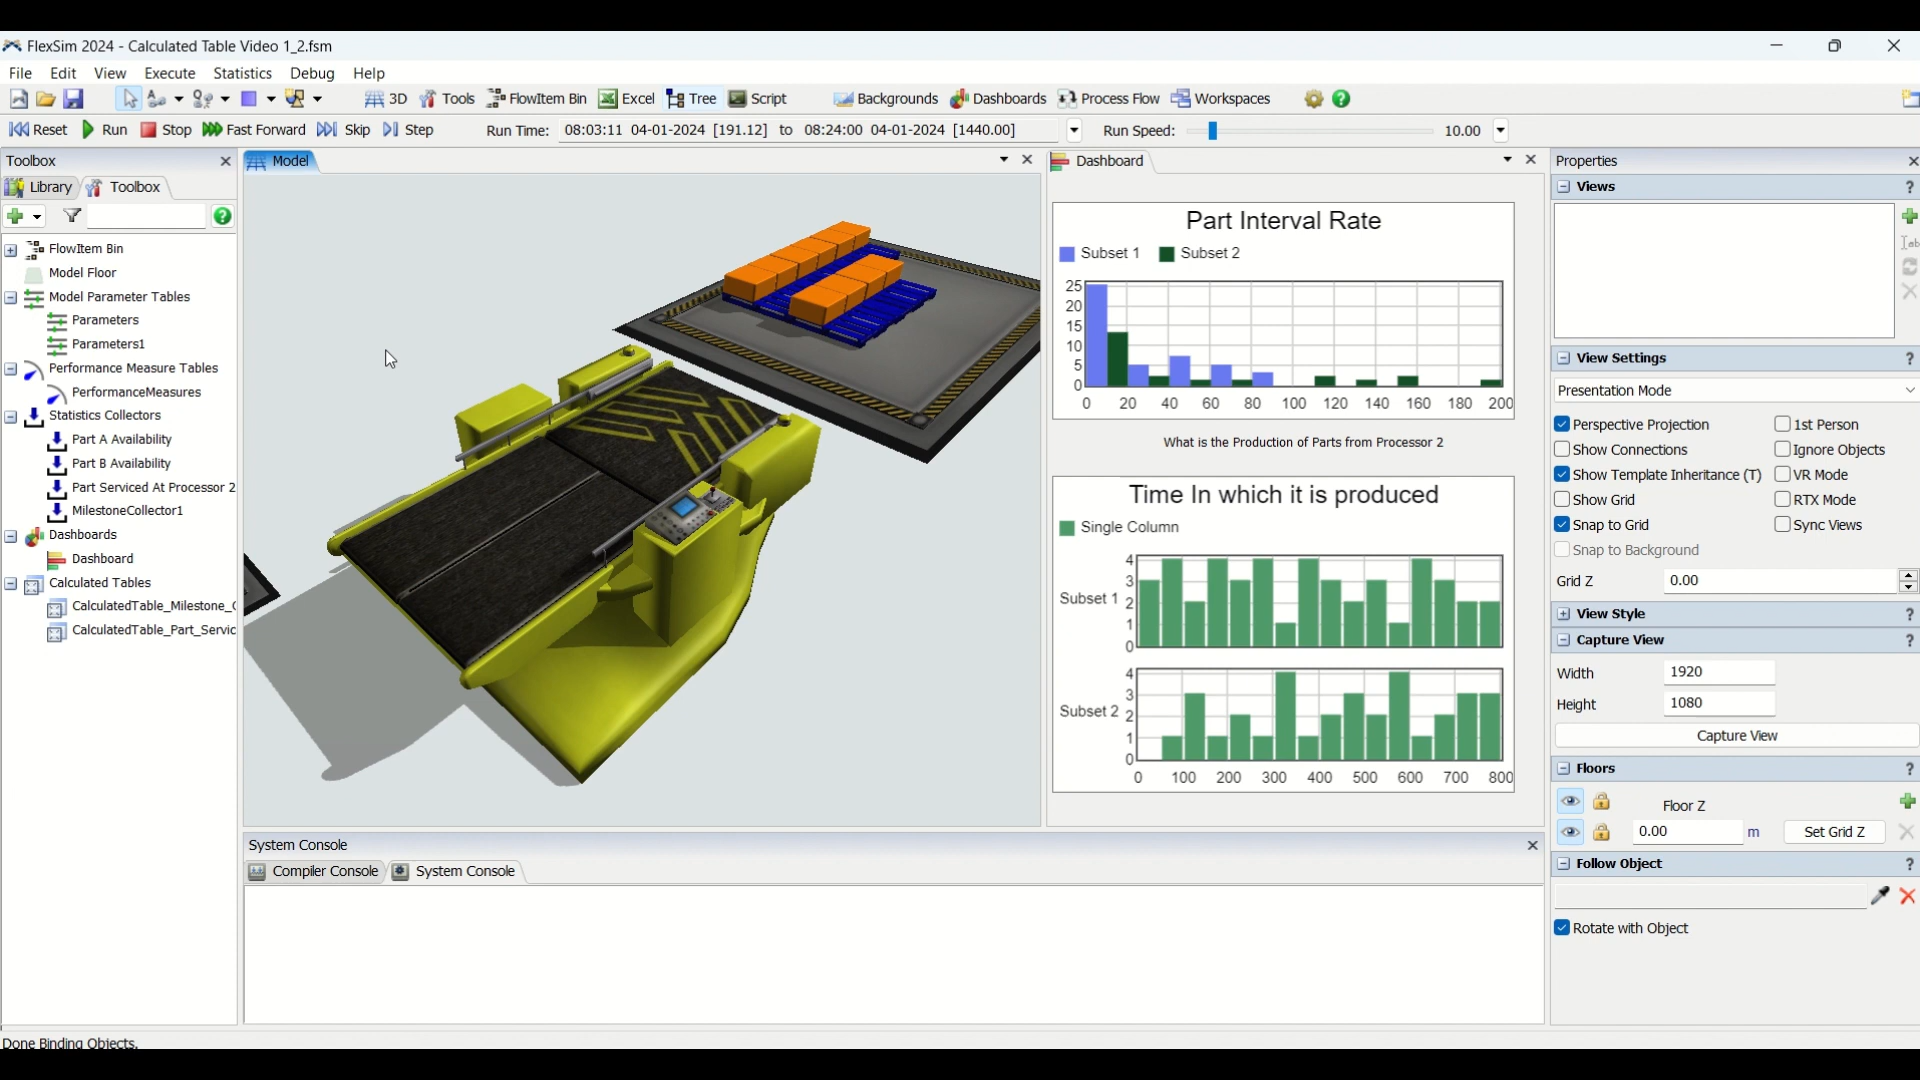 FlexSim 2024 - Calculated Table Video 1_2.fsm
File Edit View Execute Statistics Debug Help
3D Tools FlowItem Bin Excel Tree Script Backgrounds Dashboards Process Flow Workspaces
Reset Run Stop Fast Forward Skip Step Run Time: 08:03:11 04-01-2024 [191.12] to 08:24:00 04-01-2024 [1440.00] Run Speed: 10.00
Toolbox
Library Toolbox
FlowItem Bin
Model Floor
Model Parameter Tables
Parameters
Parameters1
Performance Measure Tables
PerformanceMeasures
Statistics Collectors
Part A Availability
Part B Availability
Part Serviced At Processor 2
MilestoneCollector1
Dashboards
Dashboard
Calculated Tables
CalculatedTable_Milestone_
CalculatedTable_Part_Servic
Model
Dashboard
Part Interval Rate
Subset 1 Subset 2
25
20
15
10
5
0
0 20 40 60 80 100 120 140 160 180 200
What is the Production of Parts from Processor 2
Time In which it is produced
Single Column
Subset 1
4
3
2
1
0
Subset 2
4
3
2
1
0
0 100 200 300 400 500 600 700 800
System Console
Compiler Console System Console
Properties
Views ?
View Settings ?
Presentation Mode
Perspective Projection 1st Person
Show Connections Ignore Objects
Show Template Inheritance (T) VR Mode
Show Grid RTX Mode
Snap to Grid Sync Views
Snap to Background
Grid Z 0.00
View Style ?
Capture View ?
Width 1920
Height 1080
Capture View
Floors ?
Floor Z
0.00 m Set Grid Z
Follow Object ?
Rotate with Object
Done Binding Objects.